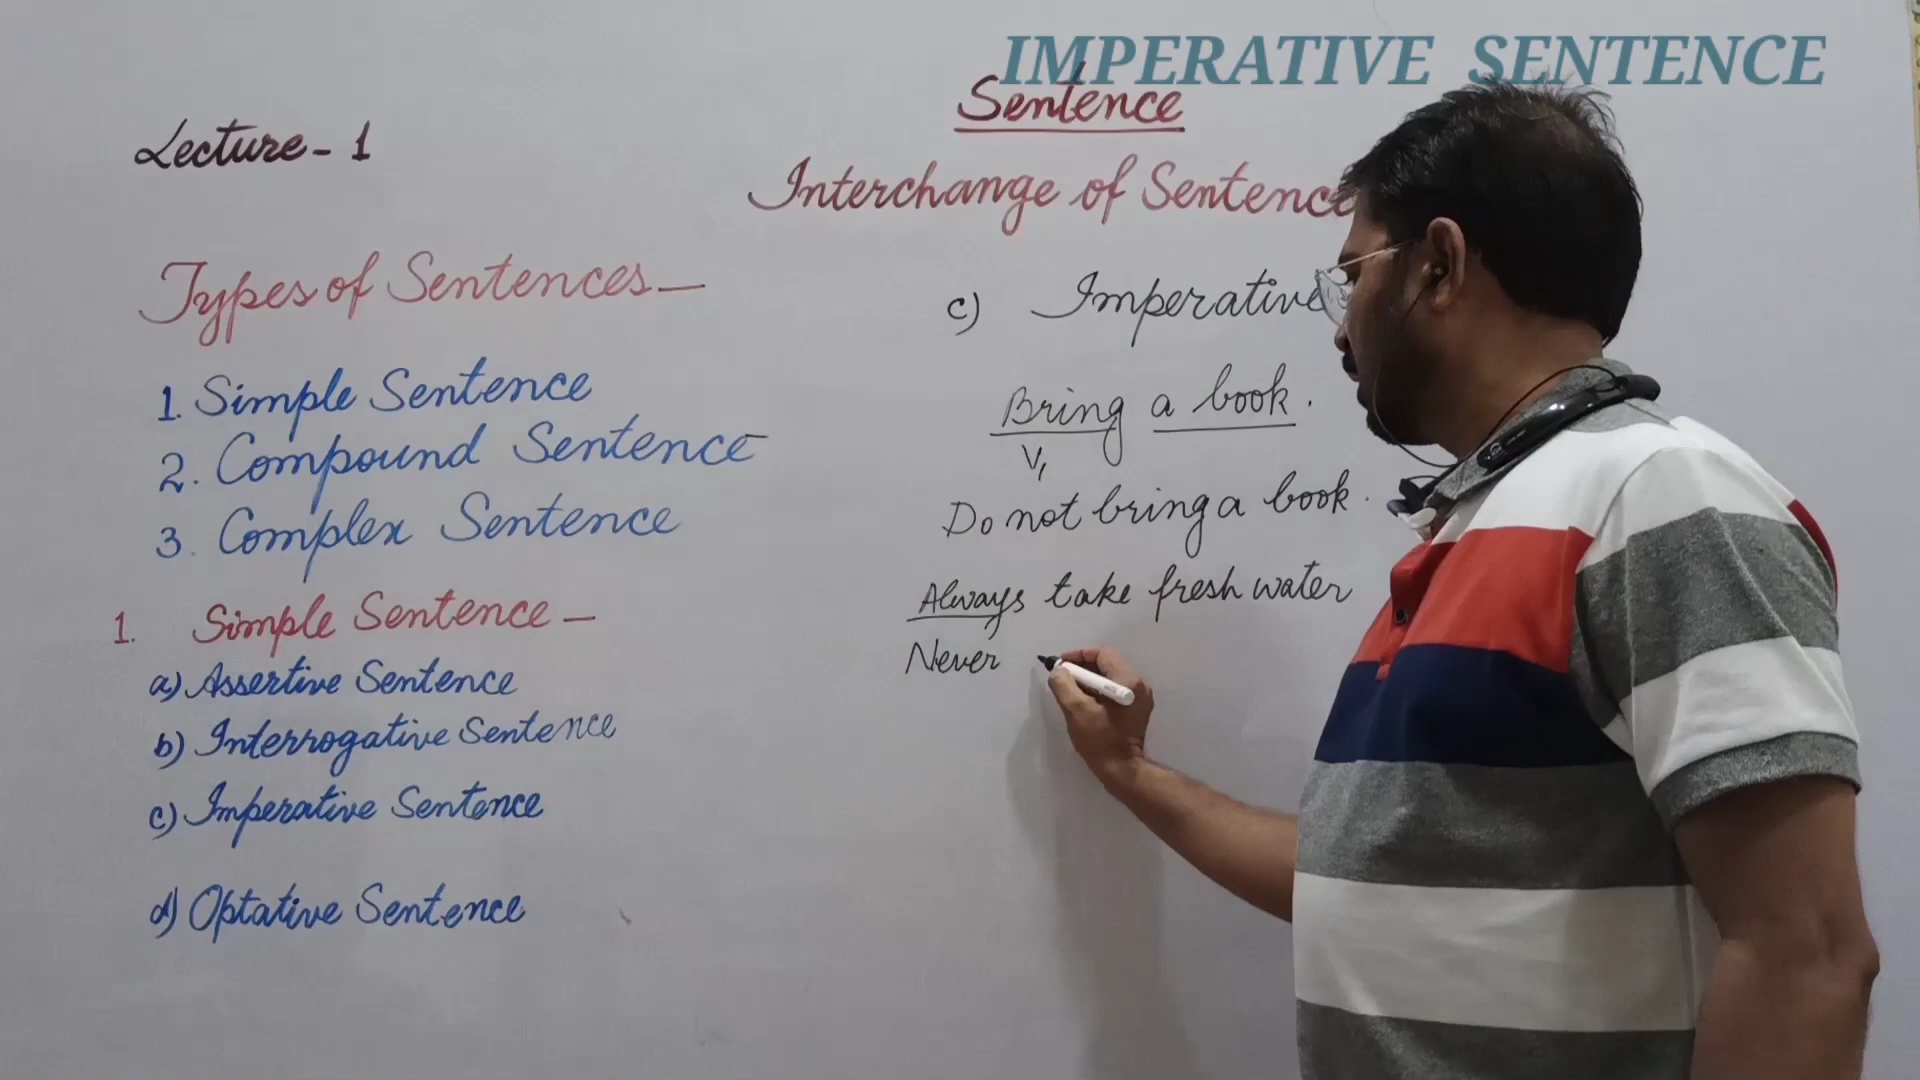 IMPERATIVE SENTENCE
Sentence
Lecture - 1
Interchange of Sentence
Types of Sentences —
1. Simple Sentence
2. Compound Sentence
3. Complex Sentence
1. Simple Sentence —
a) Assertive Sentence
b) Interrogative Sentence
c) Imperative Sentence
d) Optative Sentence
c) Imperative
Bring a book.
V₁
Do not bring a book.
Always take fresh water
Never